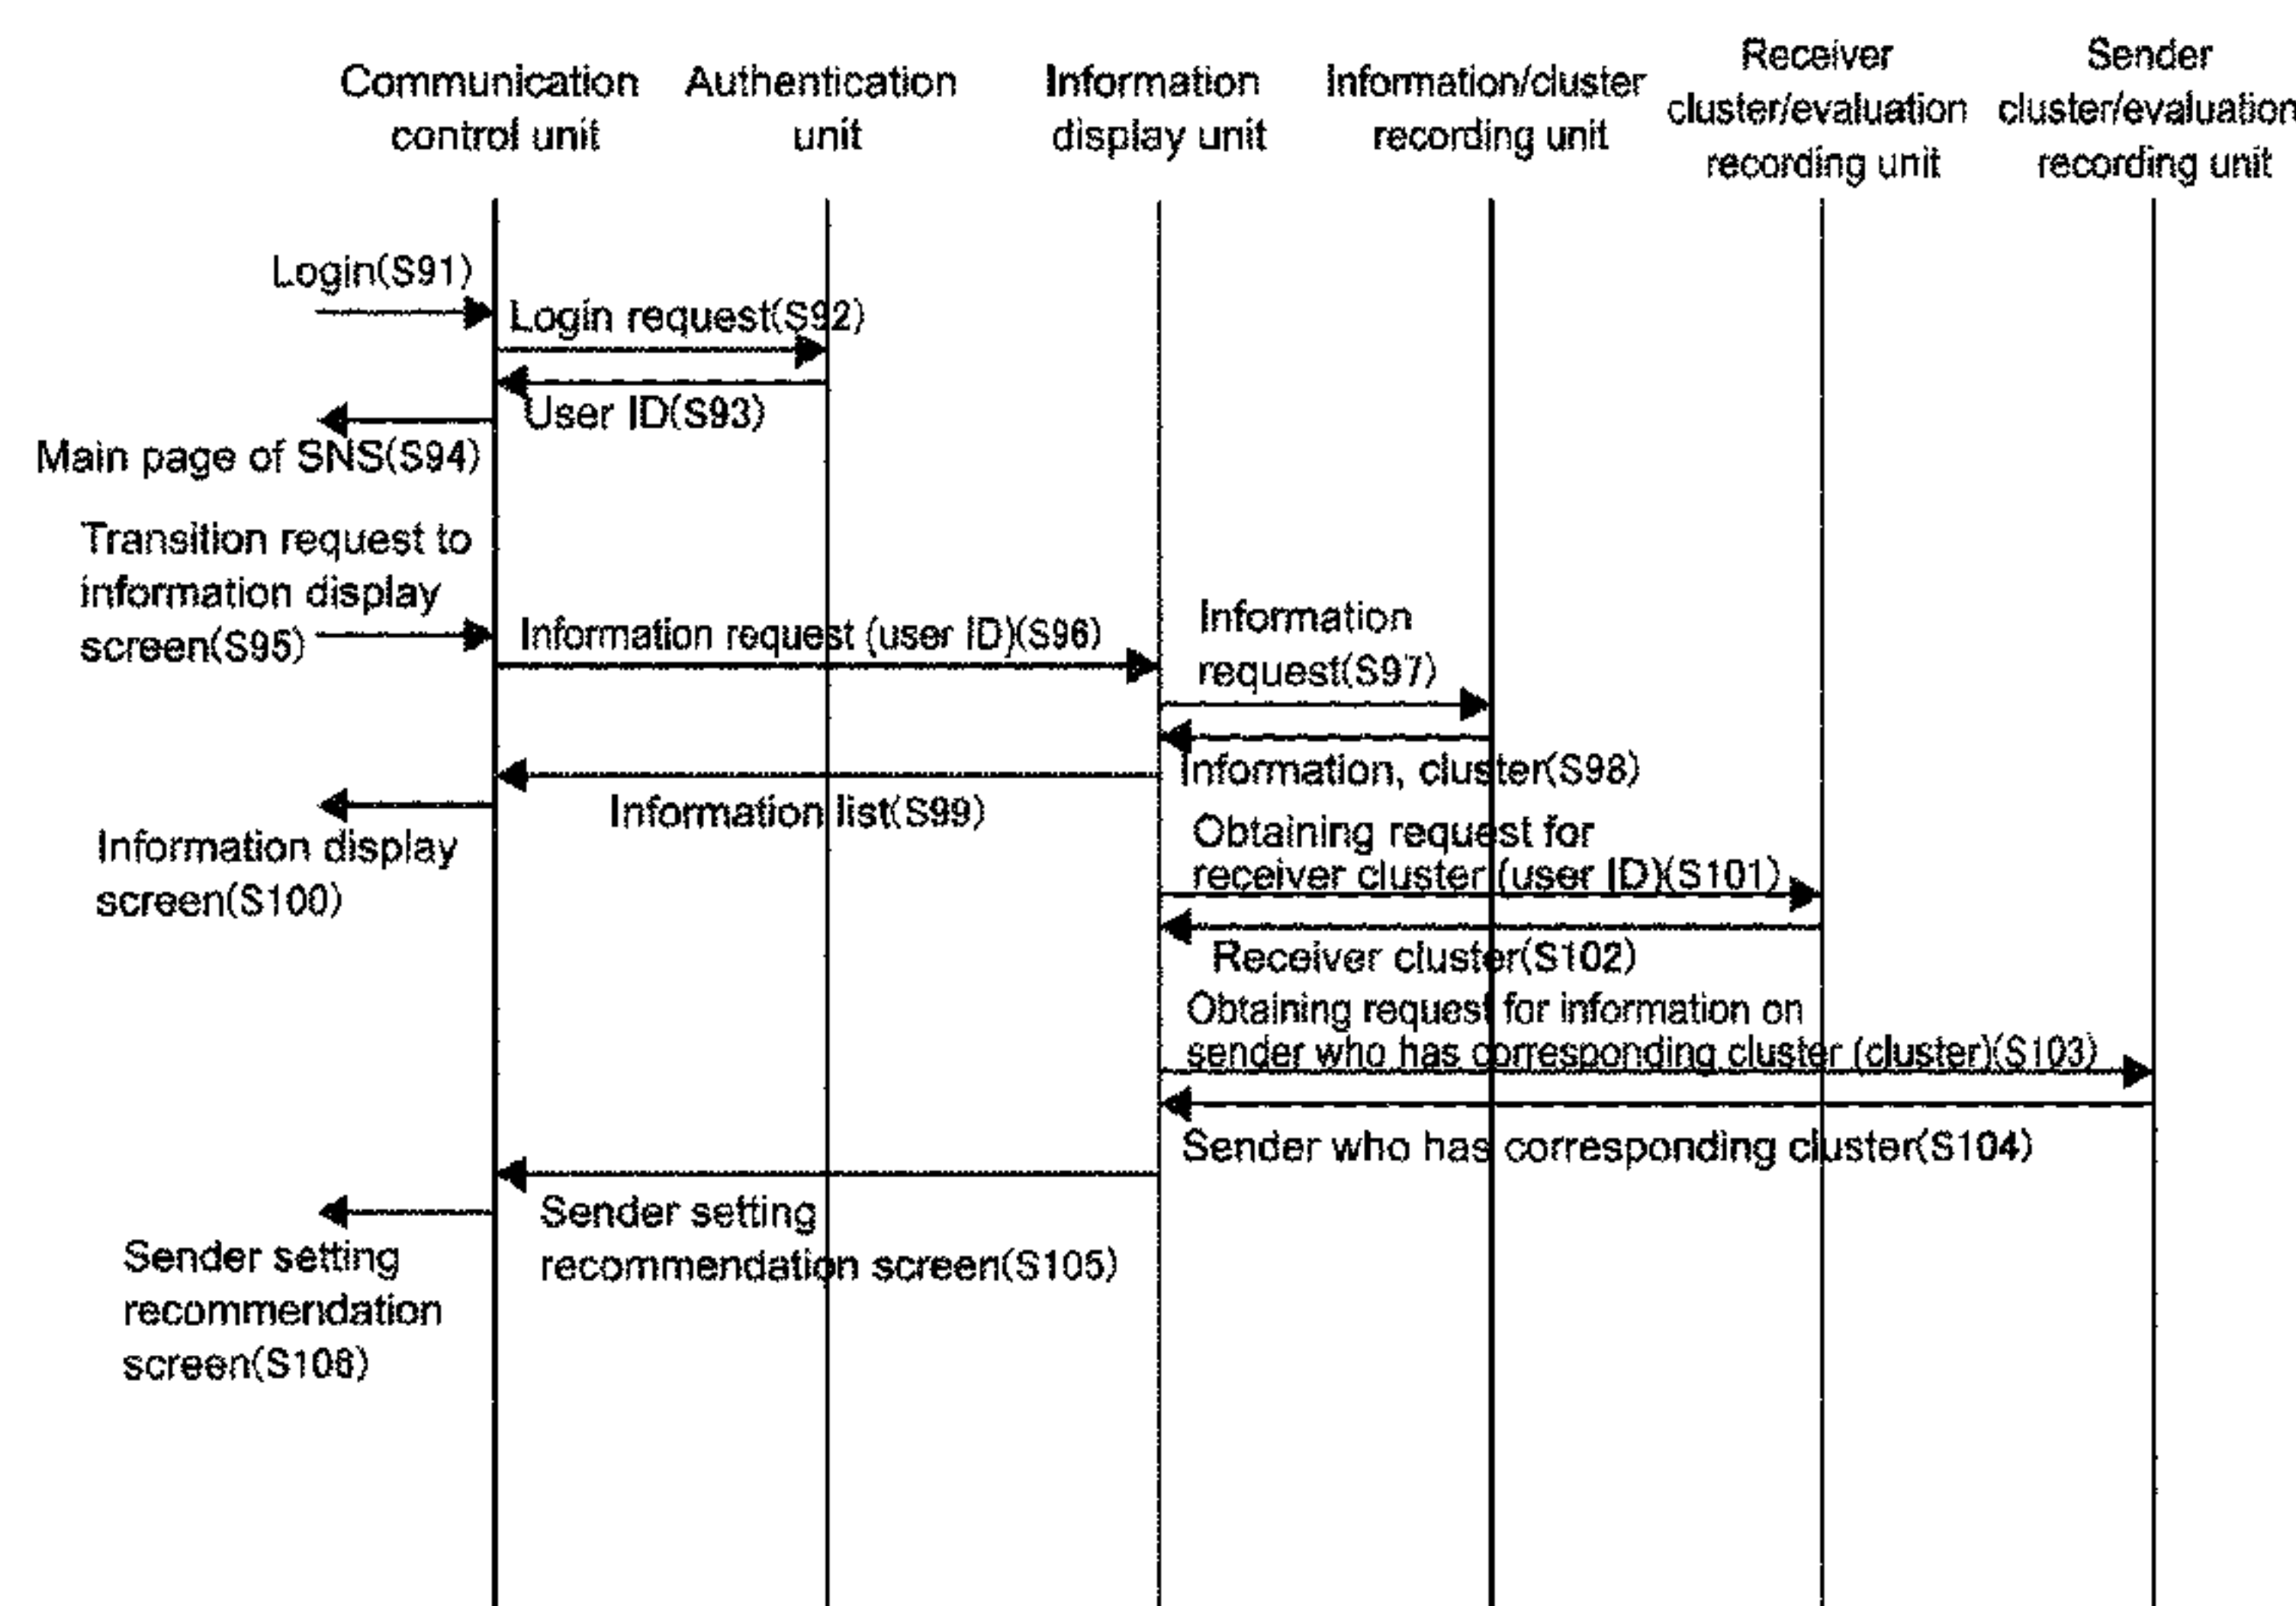 Communication
control unit
Authentication
unit
Information
display unit
Information/cluster
recording unit
Receiver
cluster/evaluation
recording unit
Sender
cluster/evaluation
recording unit
Login(S91)
Login request(S92)
User ID(S93)
Main page of SNS(S94)
Transition request to
information display
screen(S95)
Information request (user ID)(S96)
Information
request(S97)
Information, cluster(S98)
Information list(S99)
Information display
screen(S100)
Obtaining request for
receiver cluster (user ID)(S101)
Receiver cluster(S102)
Obtaining request for information on
sender who has corresponding cluster (cluster)(S103)
Sender who has corresponding cluster(S104)
Sender setting
recommendation screen(S105)
Sender setting
recommendation
screen(S106)